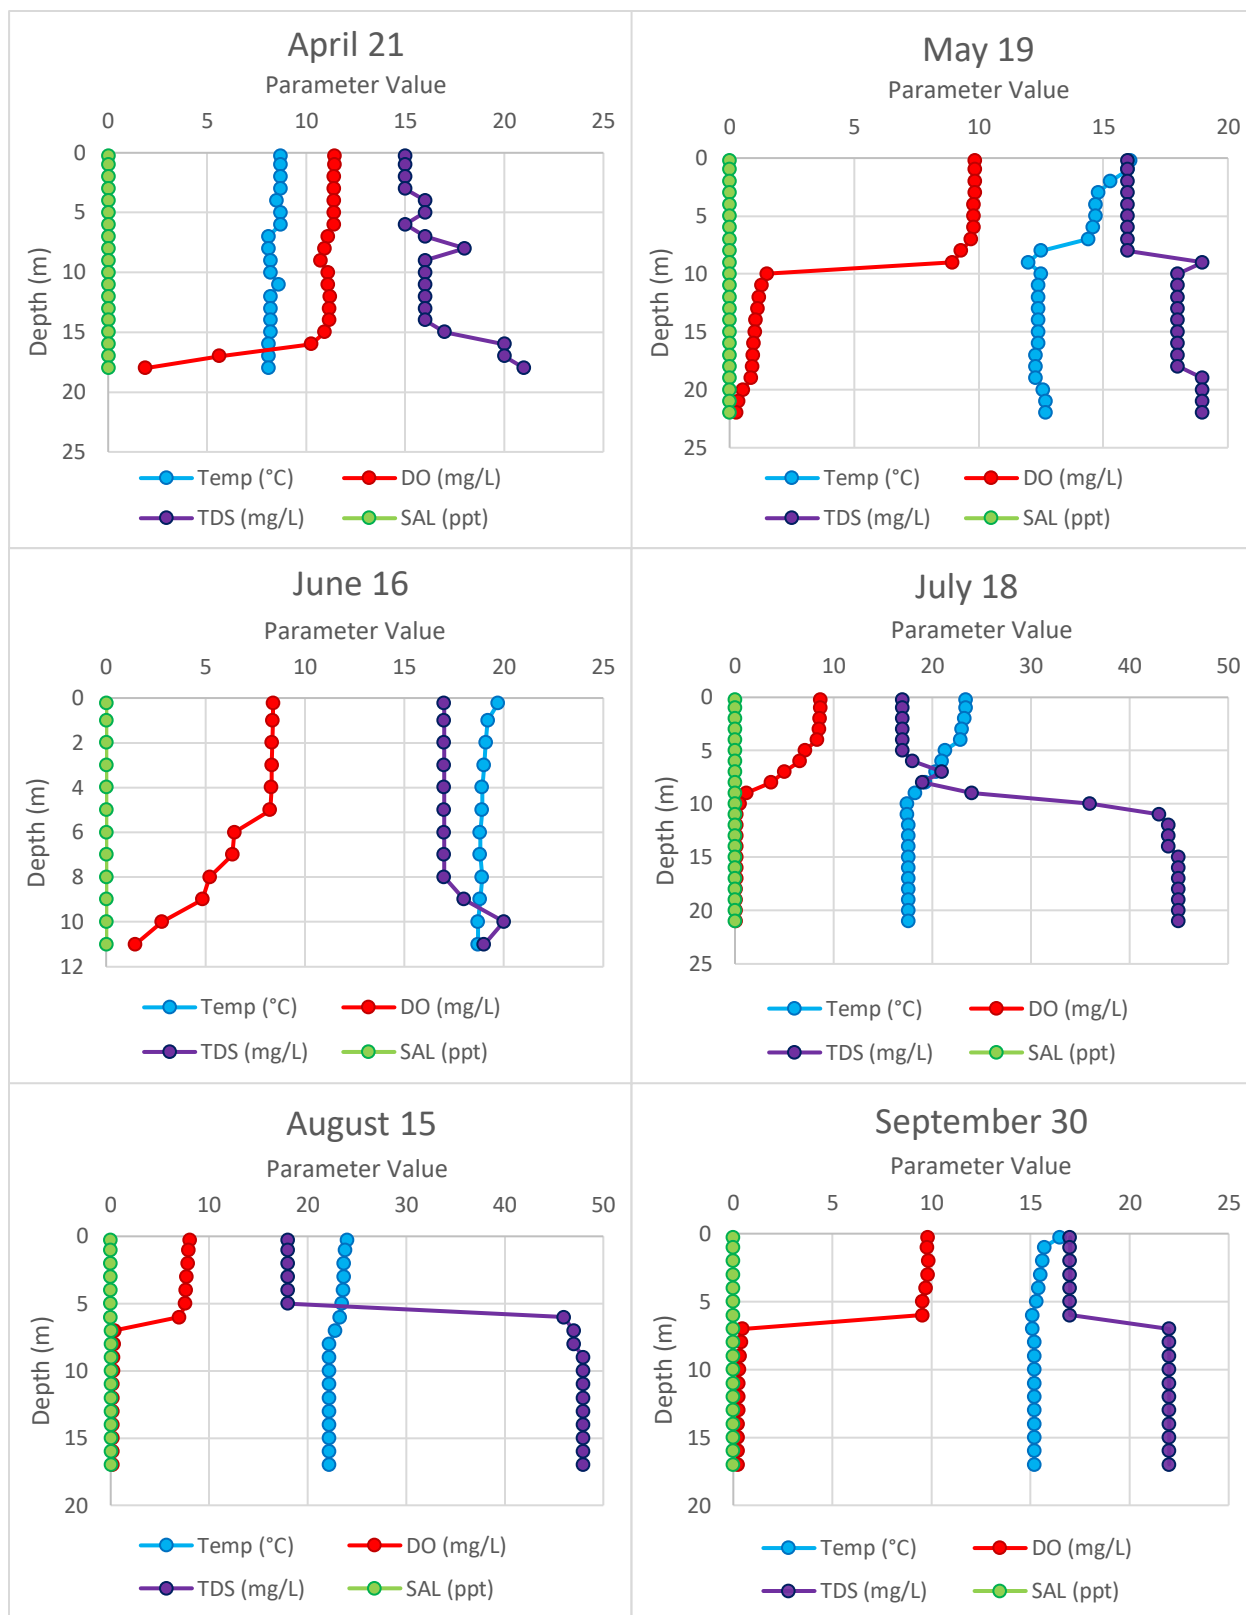 April 21
Parameter Value
0 5 10 15 20 25
0
5
10
15
20
25
Depth (m)
Temp (°C) DO (mg/L)
TDS (mg/L) SAL (ppt)
May 19
Parameter Value
0 5 10 15 20
0
5
10
15
20
25
Depth (m)
Temp (°C) DO (mg/L)
TDS (mg/L) SAL (ppt)
June 16
Parameter Value
0 5 10 15 20 25
0
2
4
6
8
10
12
Depth (m)
Temp (°C) DO (mg/L)
TDS (mg/L) SAL (ppt)
July 18
Parameter Value
0 10 20 30 40 50
0
5
10
15
20
25
Depth (m)
Temp (°C) DO (mg/L)
TDS (mg/L) SAL (ppt)
August 15
Parameter Value
0 10 20 30 40 50
0
5
10
15
20
Depth (m)
Temp (°C) DO (mg/L)
TDS (mg/L) SAL (ppt)
September 30
Parameter Value
0 5 10 15 20 25
0
5
10
15
20
Depth (m)
Temp (°C) DO (mg/L)
TDS (mg/L) SAL (ppt)